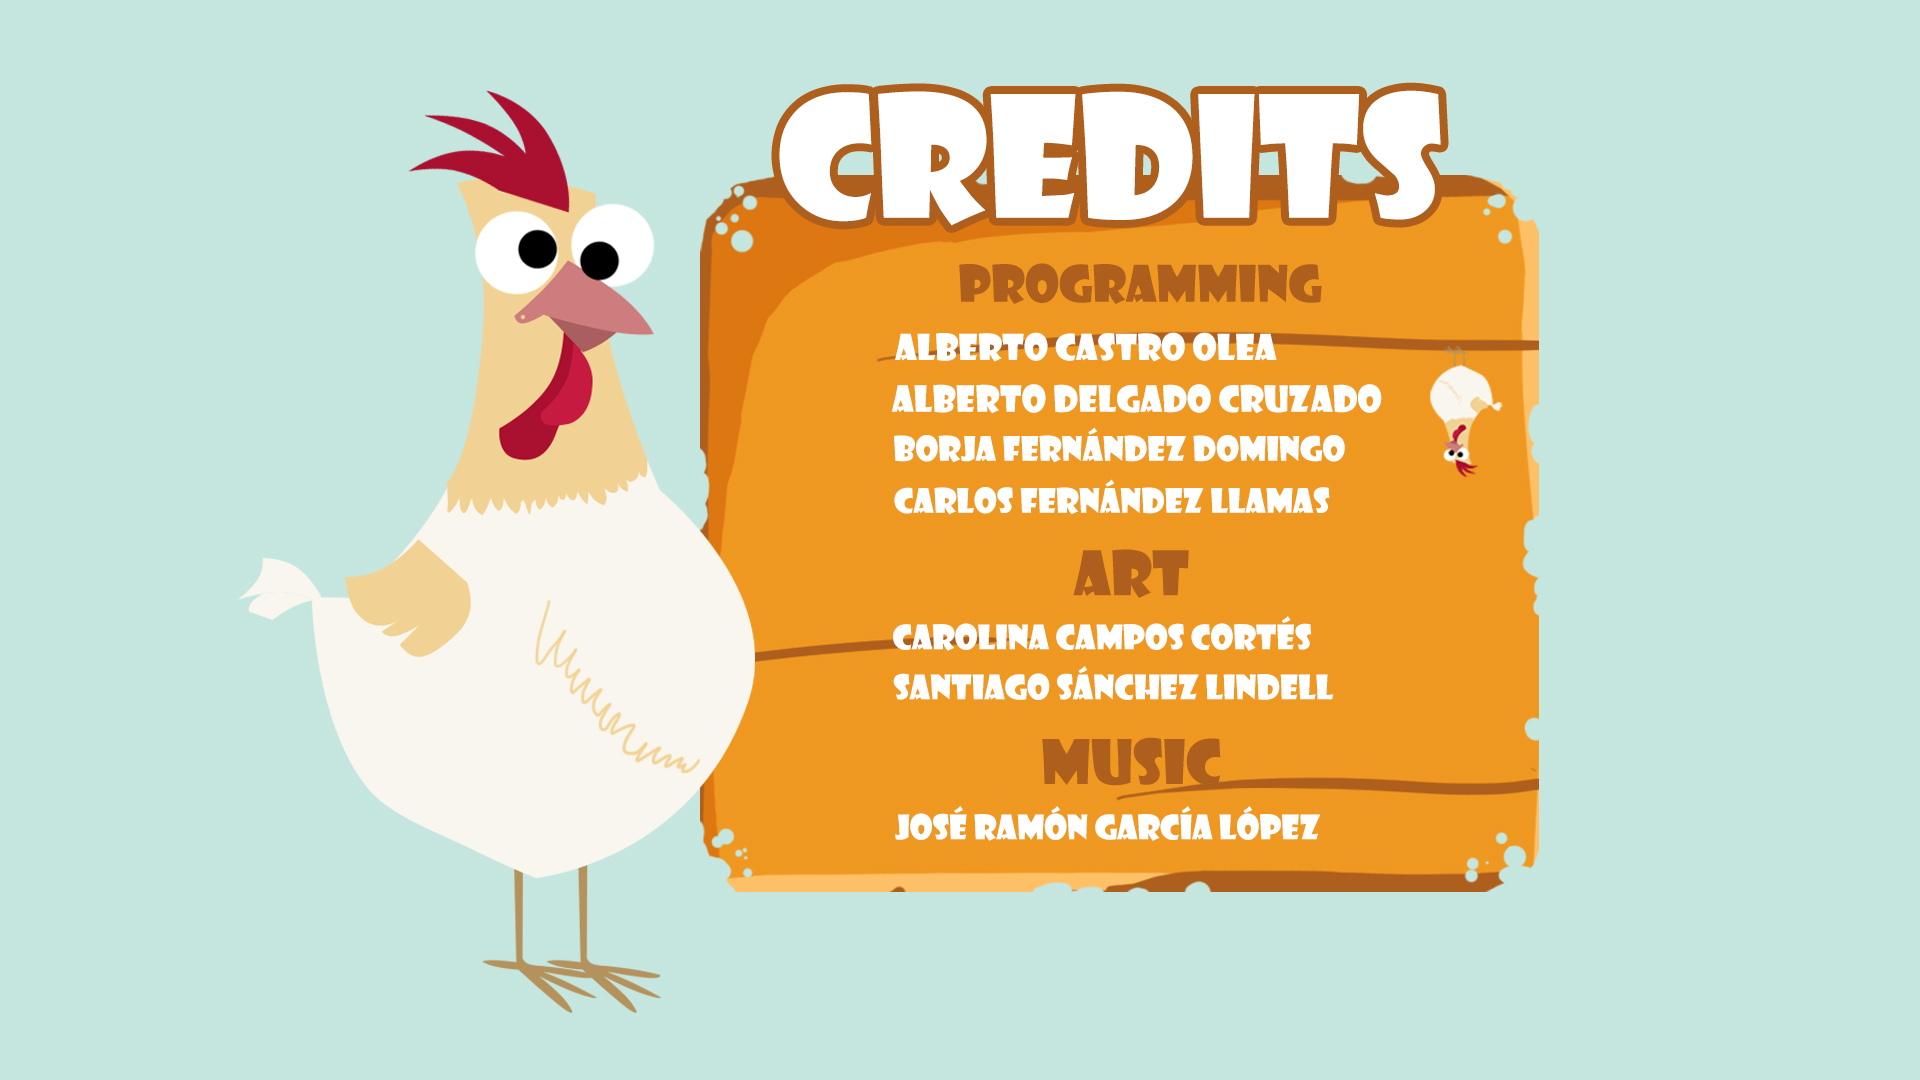 CREDITS
PROGRAMMING
ALBERTO CASTRO OLEA
ALBERTO DELGADO CRUZADO
BORJA FERNÁNDEZ DOMINGO
CARLOS FERNÁNDEZ LLAMAS
ART
CAROLINA CAMPOS CORTÉS
SANTIAGO SÁNCHEZ LINDELL
MUSIC
JOSÉ RAMÓN GARCÍA LÓPEZ